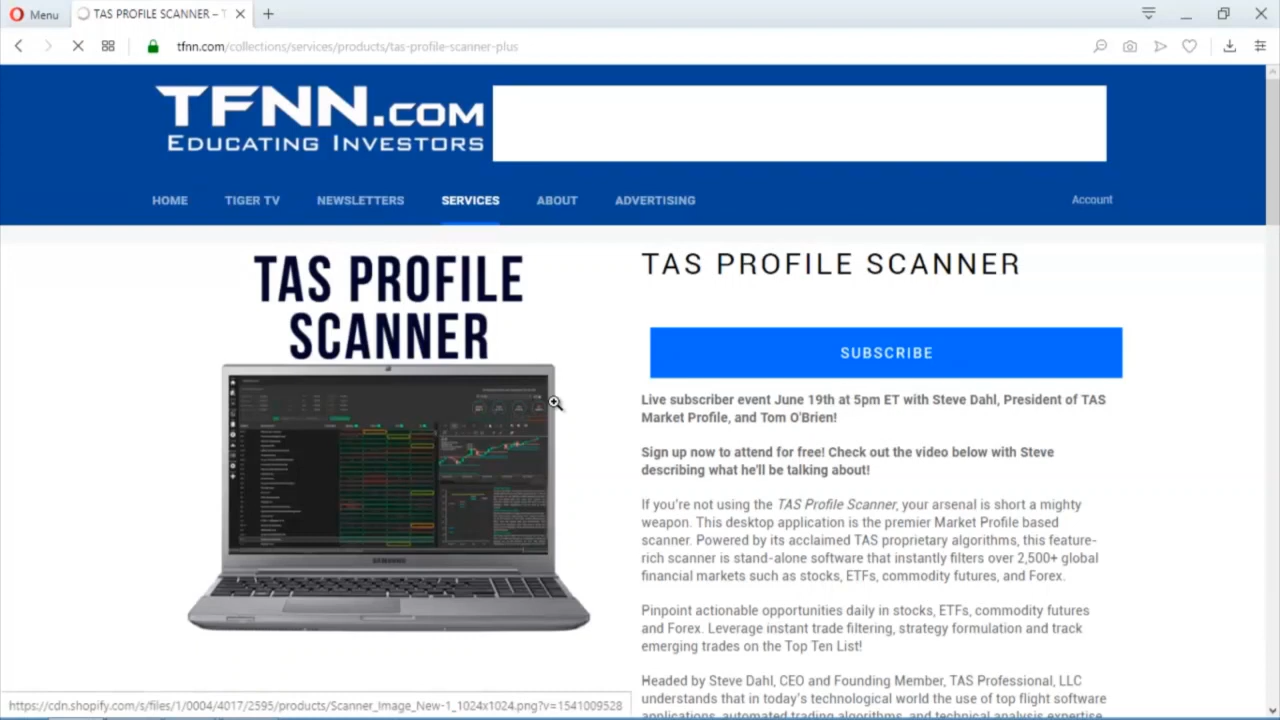 Menu
TAS PROFILE SCANNER – T
tfnn.com/collections/services/products/tas-profile-scanner-plus
TFNN.COM
EDUCATING INVESTORS
HOME TIGER TV NEWSLETTERS SERVICES ABOUT ADVERTISING Account
TAS PROFILE
SCANNER
SAMSUNG
TAS PROFILE SCANNER
SUBSCRIBE
Live subscriber event June 19th at 5pm ET with Steve Dahl, President of TAS
Market Profile, and Tom O'Brien!
Sign up now to attend for free! Check out the video below with Steve
describing what he'll be talking about!
If you're not using the TAS Profile Scanner, your arsenal is short a mighty
weapon. This desktop application is the premier Market Profile based
scanner. Powered by its acclaimed TAS proprietary algorithms, this feature-
rich scanner is stand-alone software that instantly filters over 2,500+ global
financial markets such as stocks, ETFs, commodity futures, and Forex.
Pinpoint actionable opportunities daily in stocks, ETFs, commodity futures
and Forex. Leverage instant trade filtering, strategy formulation and track
emerging trades on the Top Ten List!
Headed by Steve Dahl, CEO and Founding Member, TAS Professional, LLC
understands that in today's technological world the use of top flight software
applications, automated trading algorithms, and technical analysis expertise
https://cdn.shopify.com/s/files/1/0004/4017/2595/products/Scanner_Image_New-1_1024x1024.png?v=1541009528